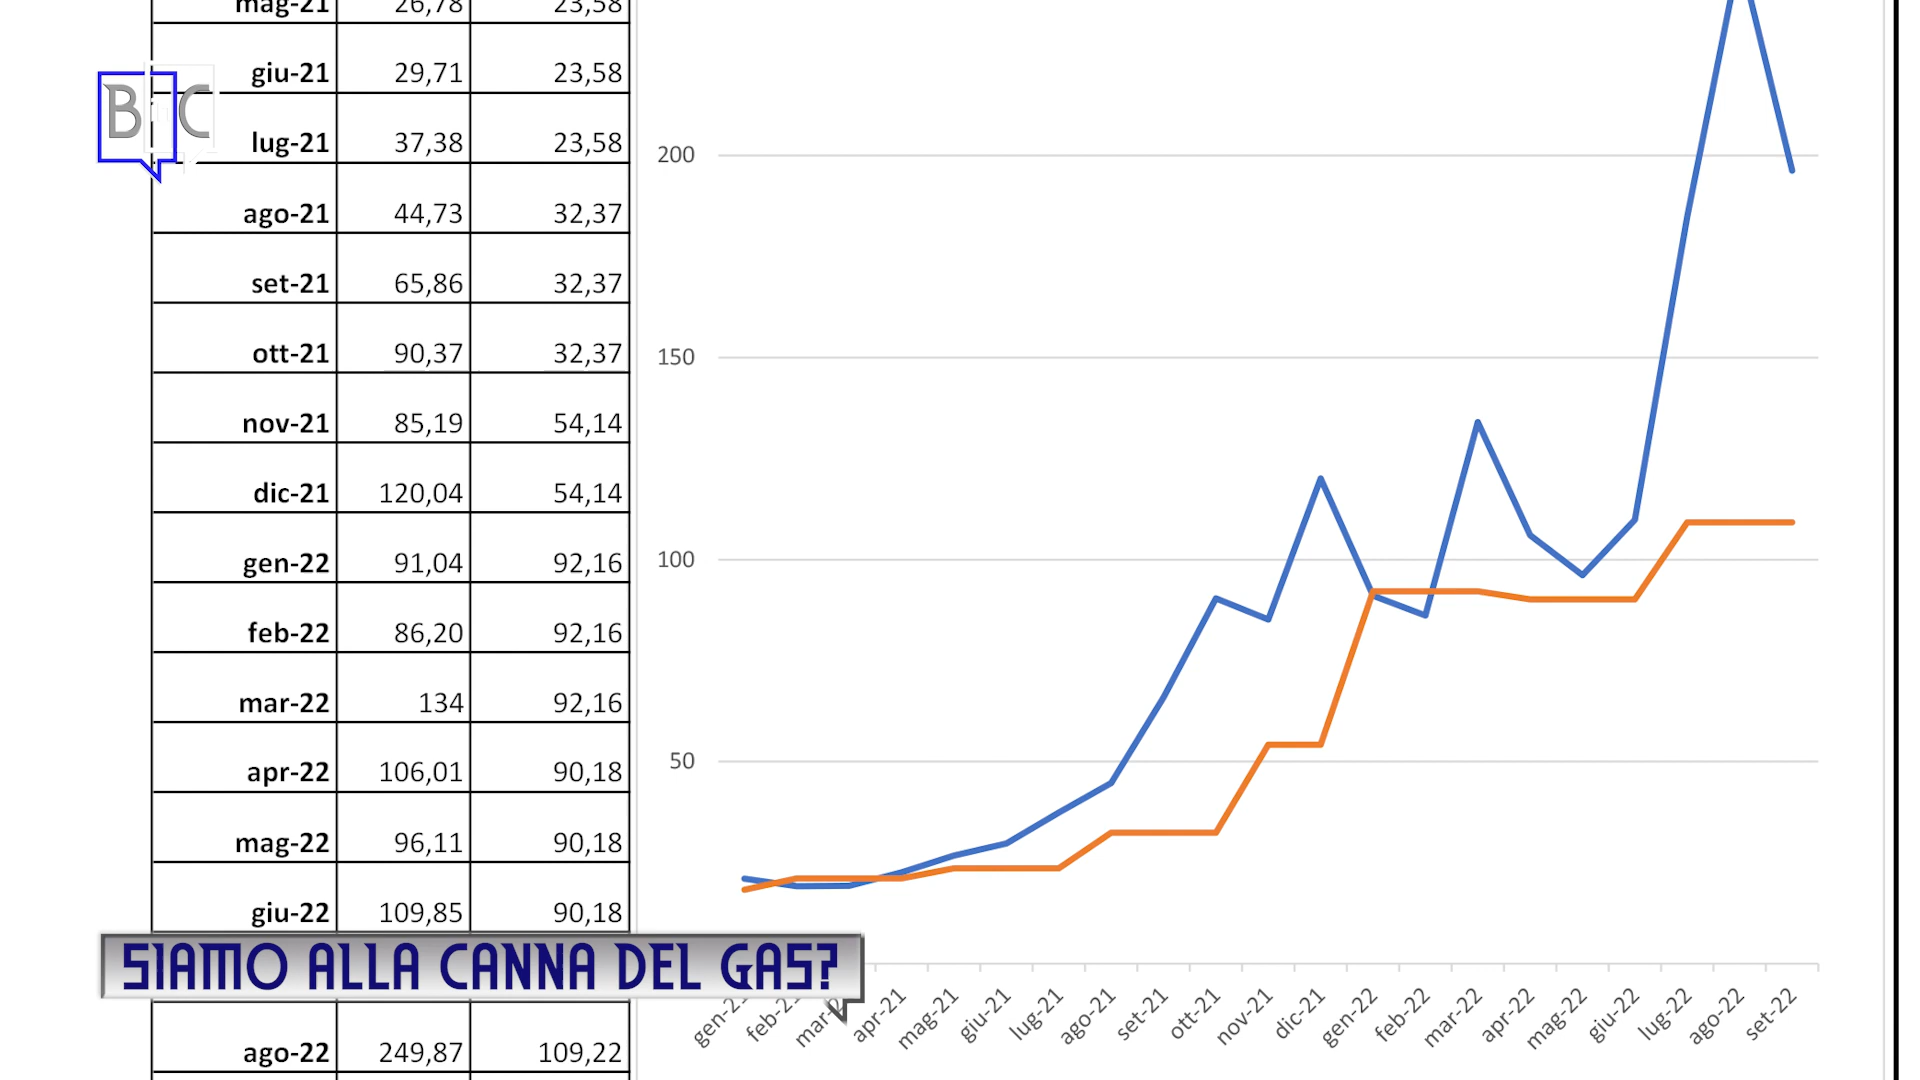 mag-21 26,78 23,58
giu-21 29,71 23,58
lug-21 37,38 23,58
ago-21 44,73 32,37
set-21 65,86 32,37
ott-21 90,37 32,37
nov-21 85,19 54,14
dic-21 120,04 54,14
gen-22 91,04 92,16
feb-22 86,20 92,16
mar-22 134 92,16
apr-22 106,01 90,18
mag-22 96,11 90,18
giu-22 109,85 90,18
ago-22 249,87 109,22
B C
SIAMO ALLA CANNA DEL GAS?
200
150
100
50
apr-21 mag-21 giu-21 lug-21 ago-21 set-21 ott-21 nov-21 dic-21 gen-22 feb-22 mar-22 apr-22 mag-22 giu-22 lug-22 ago-22 set-22